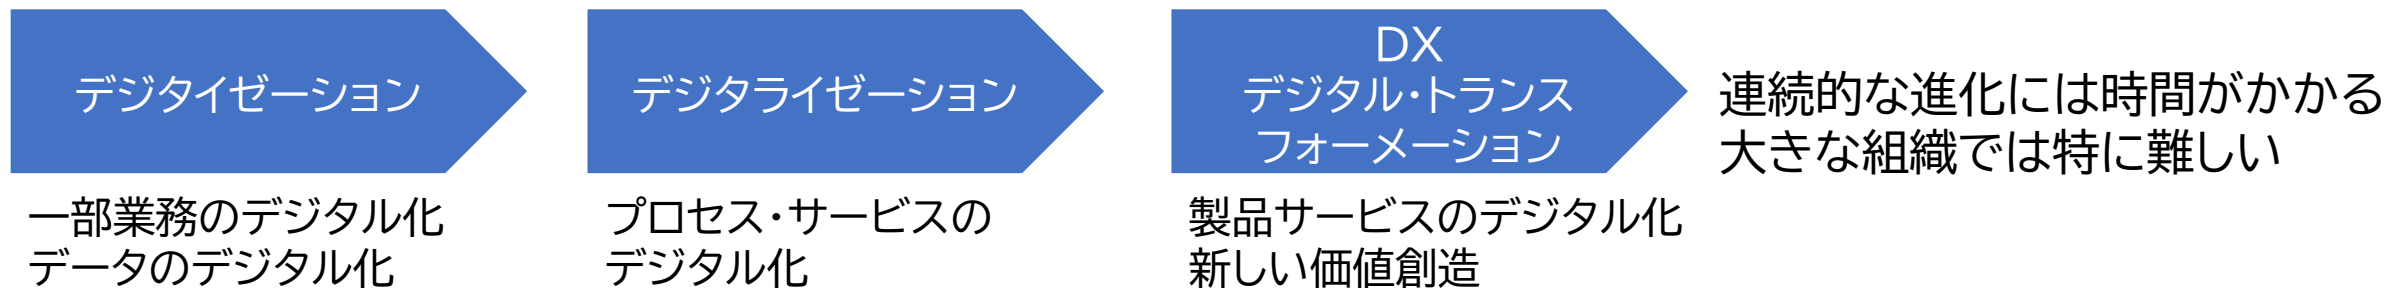 デジタイゼーション
一部業務のデジタル化
データのデジタル化
デジタライゼーション
プロセス・サービスの
デジタル化
DX
デジタル・トランス
フォーメーション
製品サービスのデジタル化
新しい価値創造
連続的な進化には時間がかかる
大きな組織では特に難しい